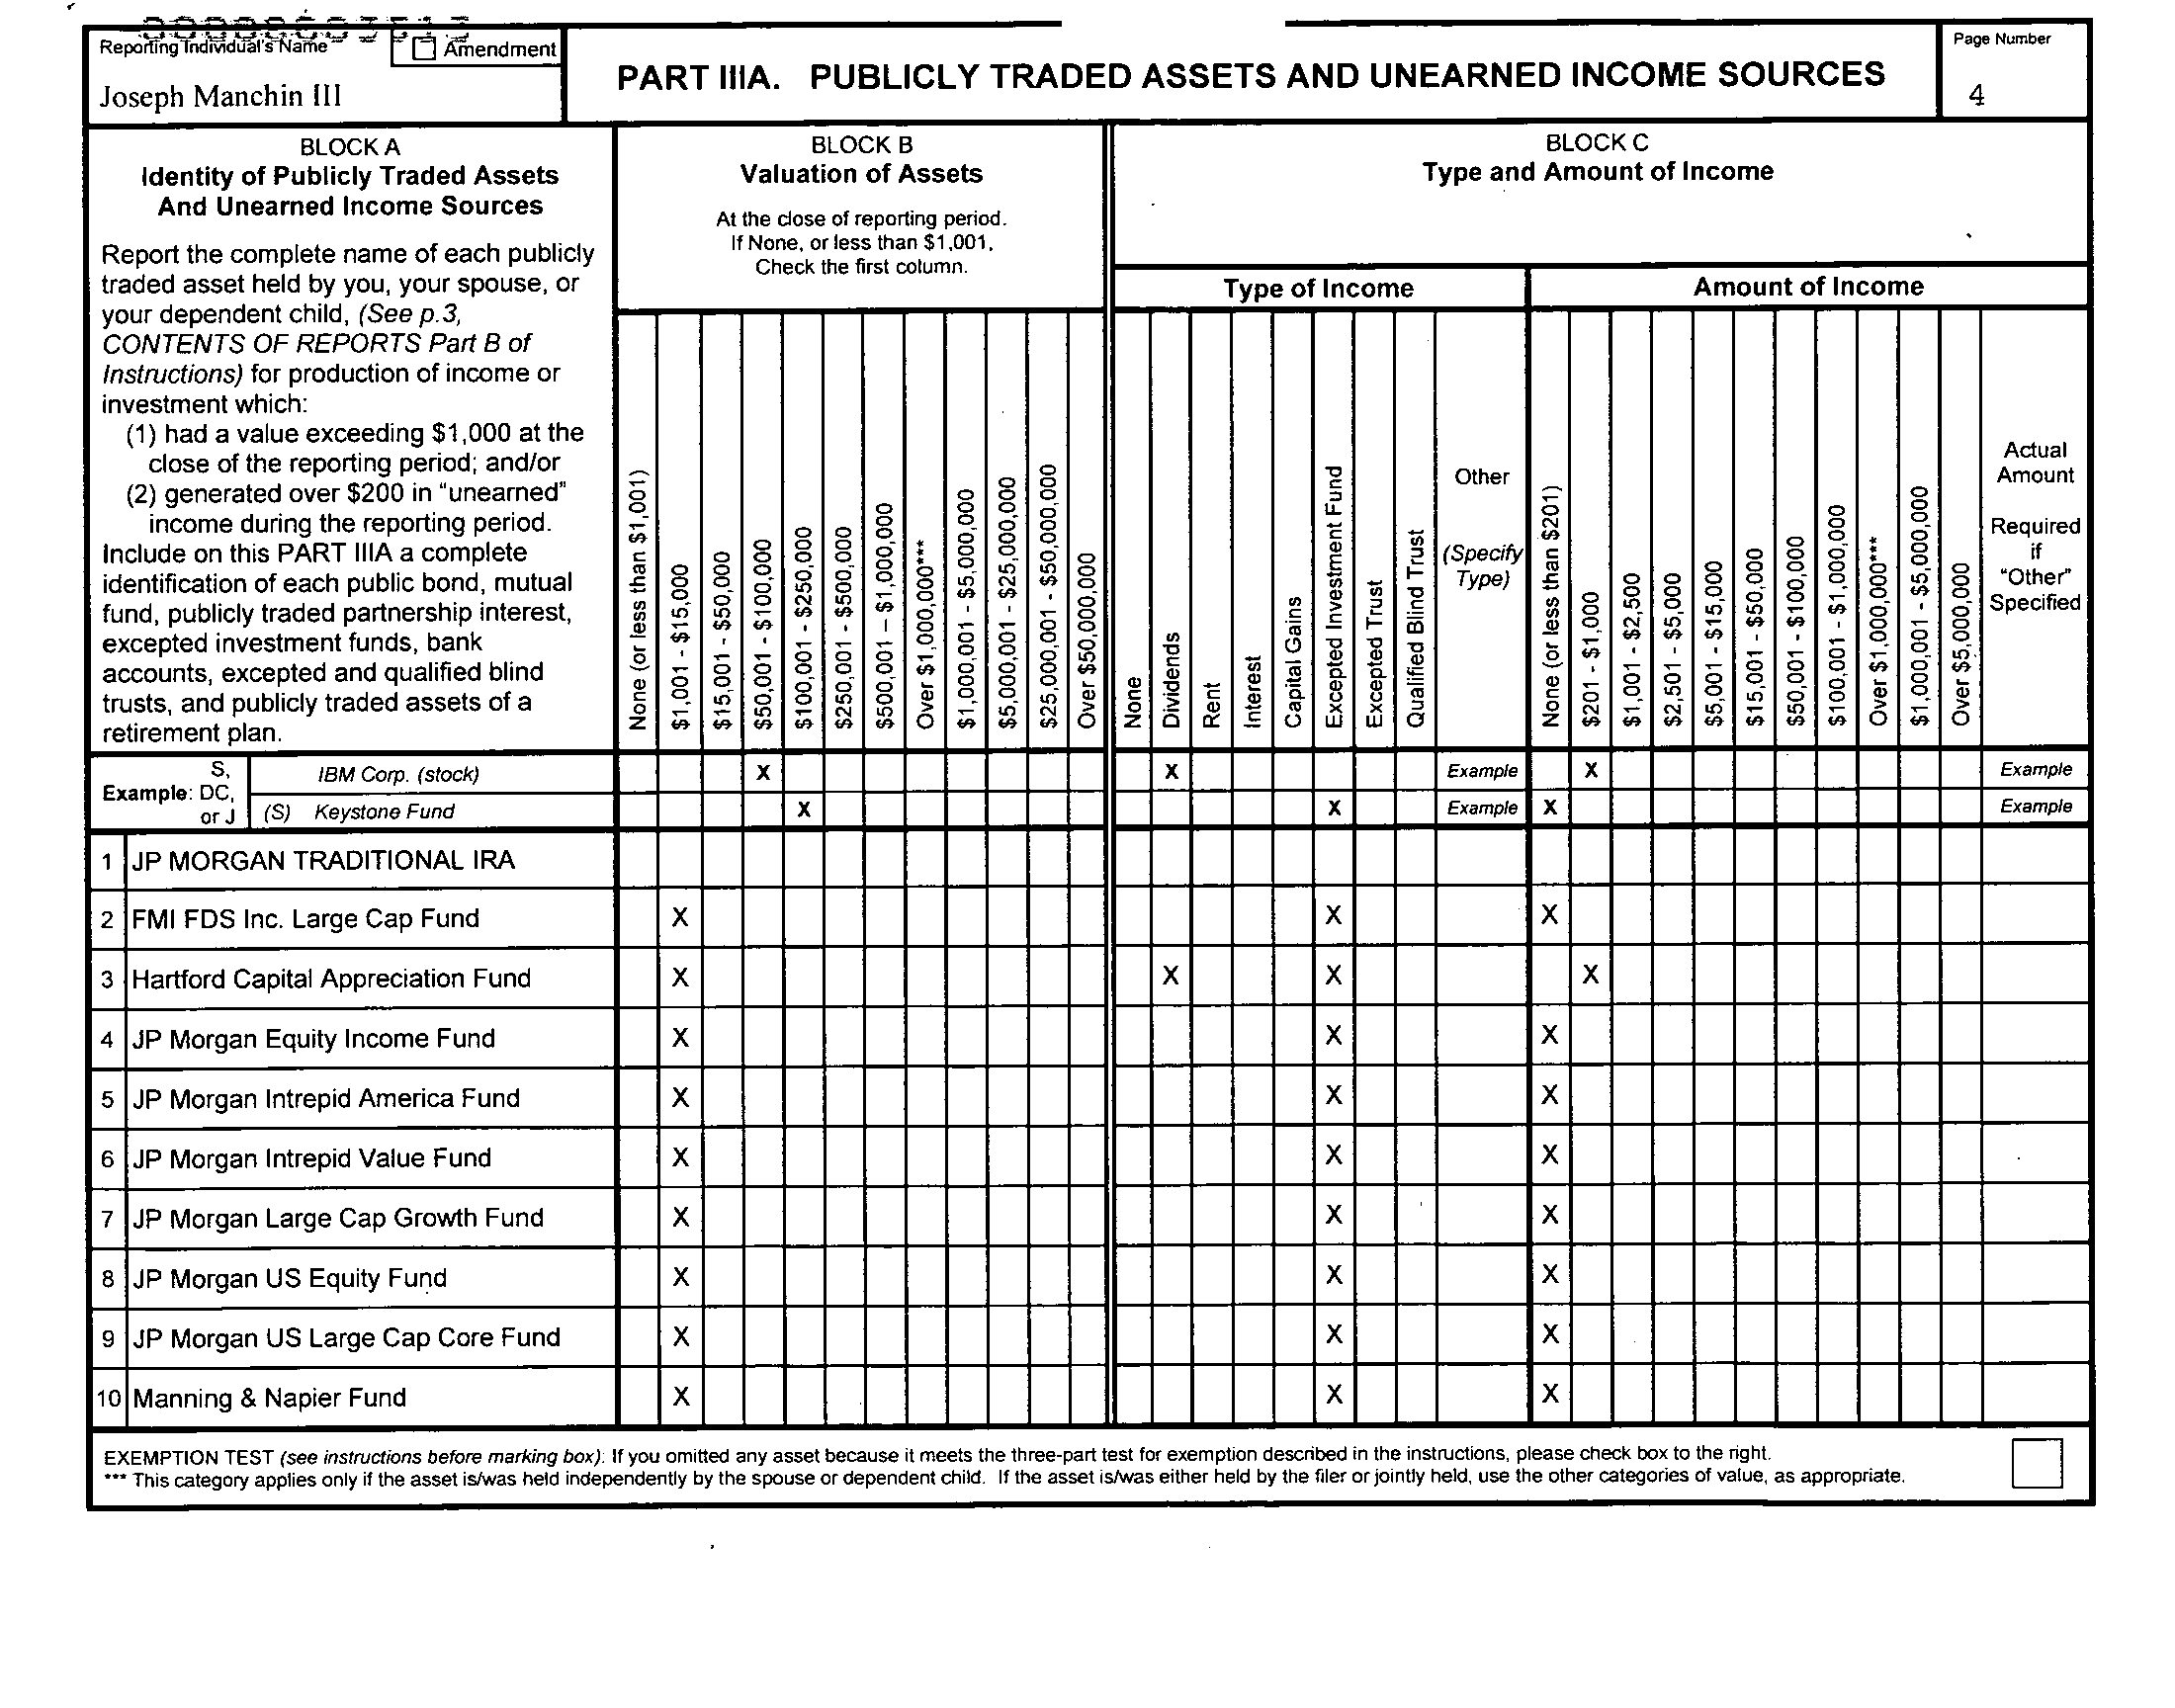 Reporting Individual's Name
Amendment
Joseph Manchin III
PART IIIA. PUBLICLY TRADED ASSETS AND UNEARNED INCOME SOURCES
Page Number
4
BLOCK A
Identity of Publicly Traded Assets
And Unearned Income Sources
Report the complete name of each publicly
traded asset held by you, your spouse, or
your dependent child, (See p.3,
CONTENTS OF REPORTS Part B of
Instructions) for production of income or
investment which:
(1) had a value exceeding $1,000 at the
close of the reporting period; and/or
(2) generated over $200 in "unearned"
income during the reporting period.
Include on this PART IIIA a complete
identification of each public bond, mutual
fund, publicly traded partnership interest,
excepted investment funds, bank
accounts, excepted and qualified blind
trusts, and publicly traded assets of a
retirement plan.
BLOCK B
Valuation of Assets
At the close of reporting period.
If None, or less than $1,001,
Check the first column.
None (or less than $1,001)
$1,001 - $15,000
$15,001 - $50,000
$50,001 - $100,000
$100,001 - $250,000
$250,001 - $500,000
$500,001 – $1,000,000
Over $1,000,000***
$1,000,001 - $5,000,000
$5,000,001 - $25,000,000
$25,000,001 - $50,000,000
Over $50,000,000
BLOCK C
Type and Amount of Income
Type of Income
None
Dividends
Rent
Interest
Capital Gains
Excepted Investment Fund
Excepted Trust
Qualified Blind Trust
Other
(Specify
Type)
Amount of Income
None (or less than $201)
$201 - $1,000
$1,001 - $2,500
$2,501 - $5,000
$5,001 - $15,000
$15,001 - $50,000
$50,001 - $100,000
$100,001 - $1,000,000
Over $1,000,000***
$1,000,001 - $5,000,000
Over $5,000,000
Actual
Amount
Required
if
"Other"
Specified
Example: S, DC, or J
IBM Corp. (stock) X X Example X Example
(S) Keystone Fund X X Example X Example
1 JP MORGAN TRADITIONAL IRA
2 FMI FDS Inc. Large Cap Fund X X X
3 Hartford Capital Appreciation Fund X X X X
4 JP Morgan Equity Income Fund X X X
5 JP Morgan Intrepid America Fund X X X
6 JP Morgan Intrepid Value Fund X X X
7 JP Morgan Large Cap Growth Fund X X X
8 JP Morgan US Equity Fund X X X
9 JP Morgan US Large Cap Core Fund X X X
10 Manning & Napier Fund X X X
EXEMPTION TEST (see instructions before marking box): If you omitted any asset because it meets the three-part test for exemption described in the instructions, please check box to the right.
*** This category applies only if the asset is/was held independently by the spouse or dependent child. If the asset is/was either held by the filer or jointly held, use the other categories of value, as appropriate.